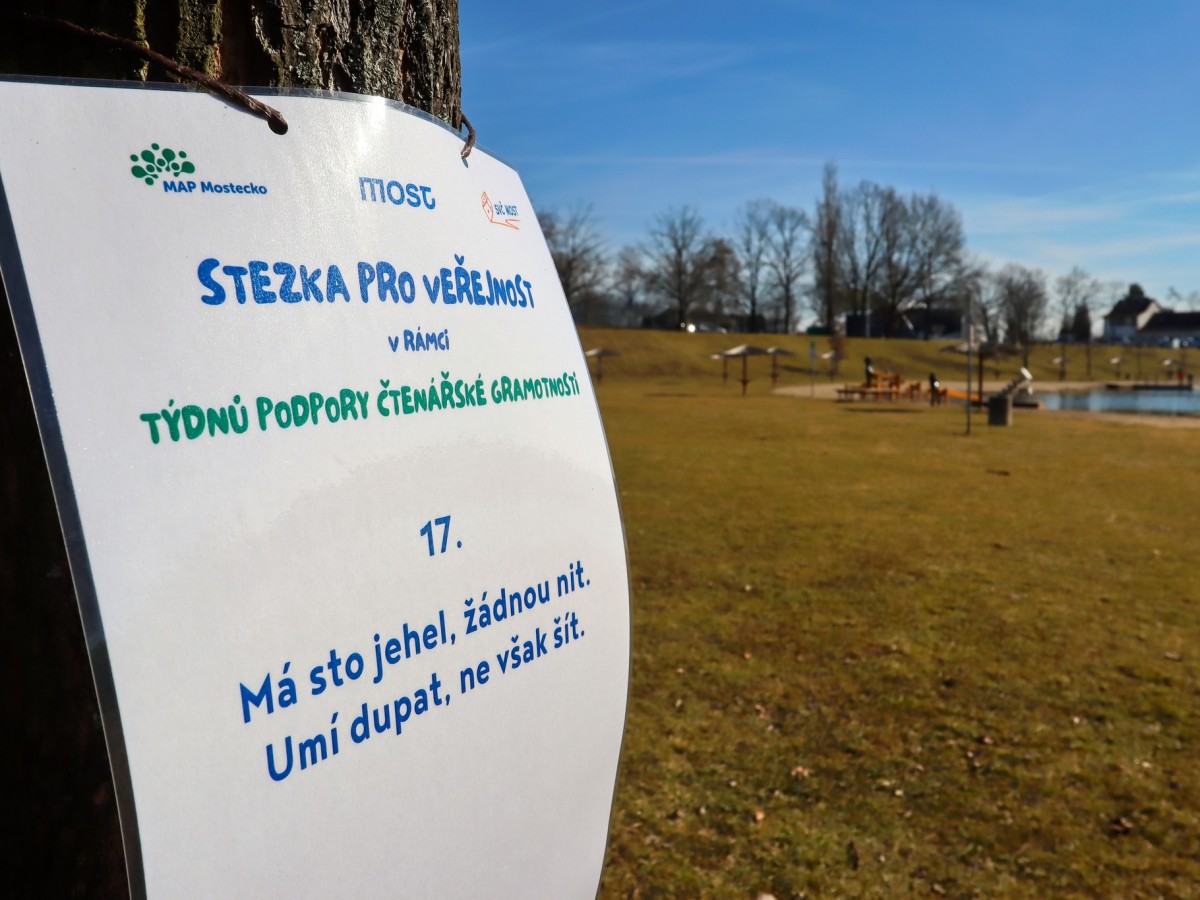 MAP Mostecko
most
SVČ MOST
STEZKA PRO VEŘEJNOST
V RÁMCI
TÝDNŮ PODPORY ČTENÁŘSKÉ GRAMOTNOSTI
17.
Má sto jehel, žádnou nit.
Umí dupat, ne však šít.